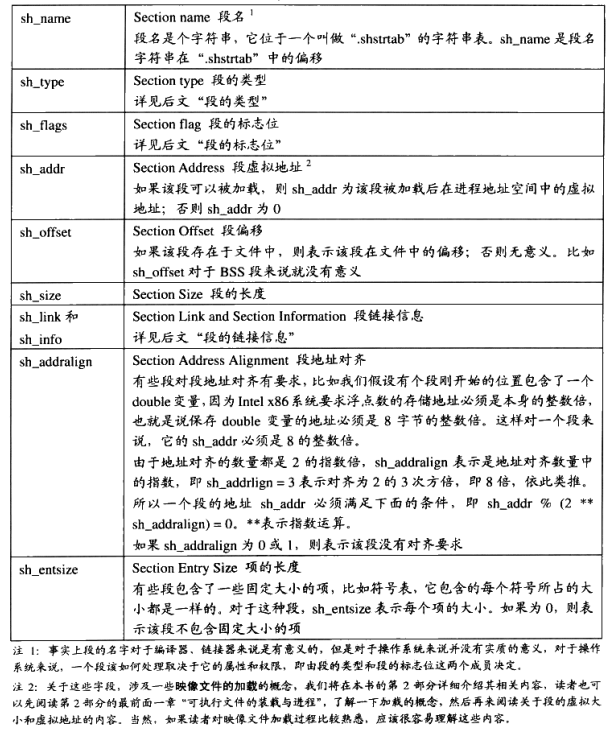 sh_name
Section name 段名 1
段名是个字符串，它位于一个叫做“.shstrtab”的字符串表。sh_name 是段名
字符串在“.shstrtab”中的偏移
sh_type
Section type 段的类型
详见后文“段的类型”
sh_flags
Section flag 段的标志位
详见后文“段的标志位”
sh_addr
Section Address 段虚拟地址 2
如果该段可以被加载，则 sh_addr 为该段被加载后在进程地址空间中的虚拟
地址；否则 sh_addr 为 0
sh_offset
Section Offset 段偏移
如果该段存在于文件中，则表示该段在文件中的偏移；否则无意义。比如
sh_offset 对于 BSS 段来说就没有意义
sh_size
Section Size 段的长度
sh_link 和
sh_info
Section Link and Section Information 段链接信息
详见后文“段的链接信息”
sh_addralign
Section Address Alignment 段地址对齐
有些段对段地址对齐有要求，比如我们假设有个段刚开始的位置包含了一个
double 变量，因为 Intel x86 系统要求浮点数的存储地址必须是本身的整数倍，
也就是说保存 double 变量的地址必须是 8 字节的整数倍。这样对一个段来
说，它的 sh_addr 必须是 8 的整数倍。
由于地址对齐的数量都是 2 的指数倍，sh_addralign 表示是地址对齐数量中
的指数，即 sh_addrlign = 3 表示对齐为 2 的 3 次方倍，即 8 倍，依此类推。
所以一个段的地址 sh_addr 必须满足下面的条件，即 sh_addr % (2 **
sh_addralign) = 0。**表示指数运算。
如果 sh_addralign 为 0 或 1，则表示该段没有对齐要求
sh_entsize
Section Entry Size 项的长度
有些段包含了一些固定大小的项，比如符号表，它包含的每个符号所占的大
小都是一样的。对于这种段，sh_entsize 表示每个项的大小。如果为 0，则表
示该段不包含固定大小的项
注 1：事实上段的名字对于编译器、链接器来说是有意义的，但是对于操作系统来说并没有实质的意义，对于操作
系统来说，一个段该如何处理取决于它的属性和权限，即由段的类型和段的标志位这两个成员决定。
注 2：关于这些字段，涉及一些映像文件的加载的概念，我们将在本书的第 2 部分详细介绍其相关内容，读者也可
以先阅读第 2 部分的最前面一章“可执行文件的装载与进程”，了解一下加载的概念，然后再来阅读关于段的虚拟大
小和虚拟地址的内容。当然，如果读者对映像文件加载过程比较熟悉，应该很容易理解这些内容。